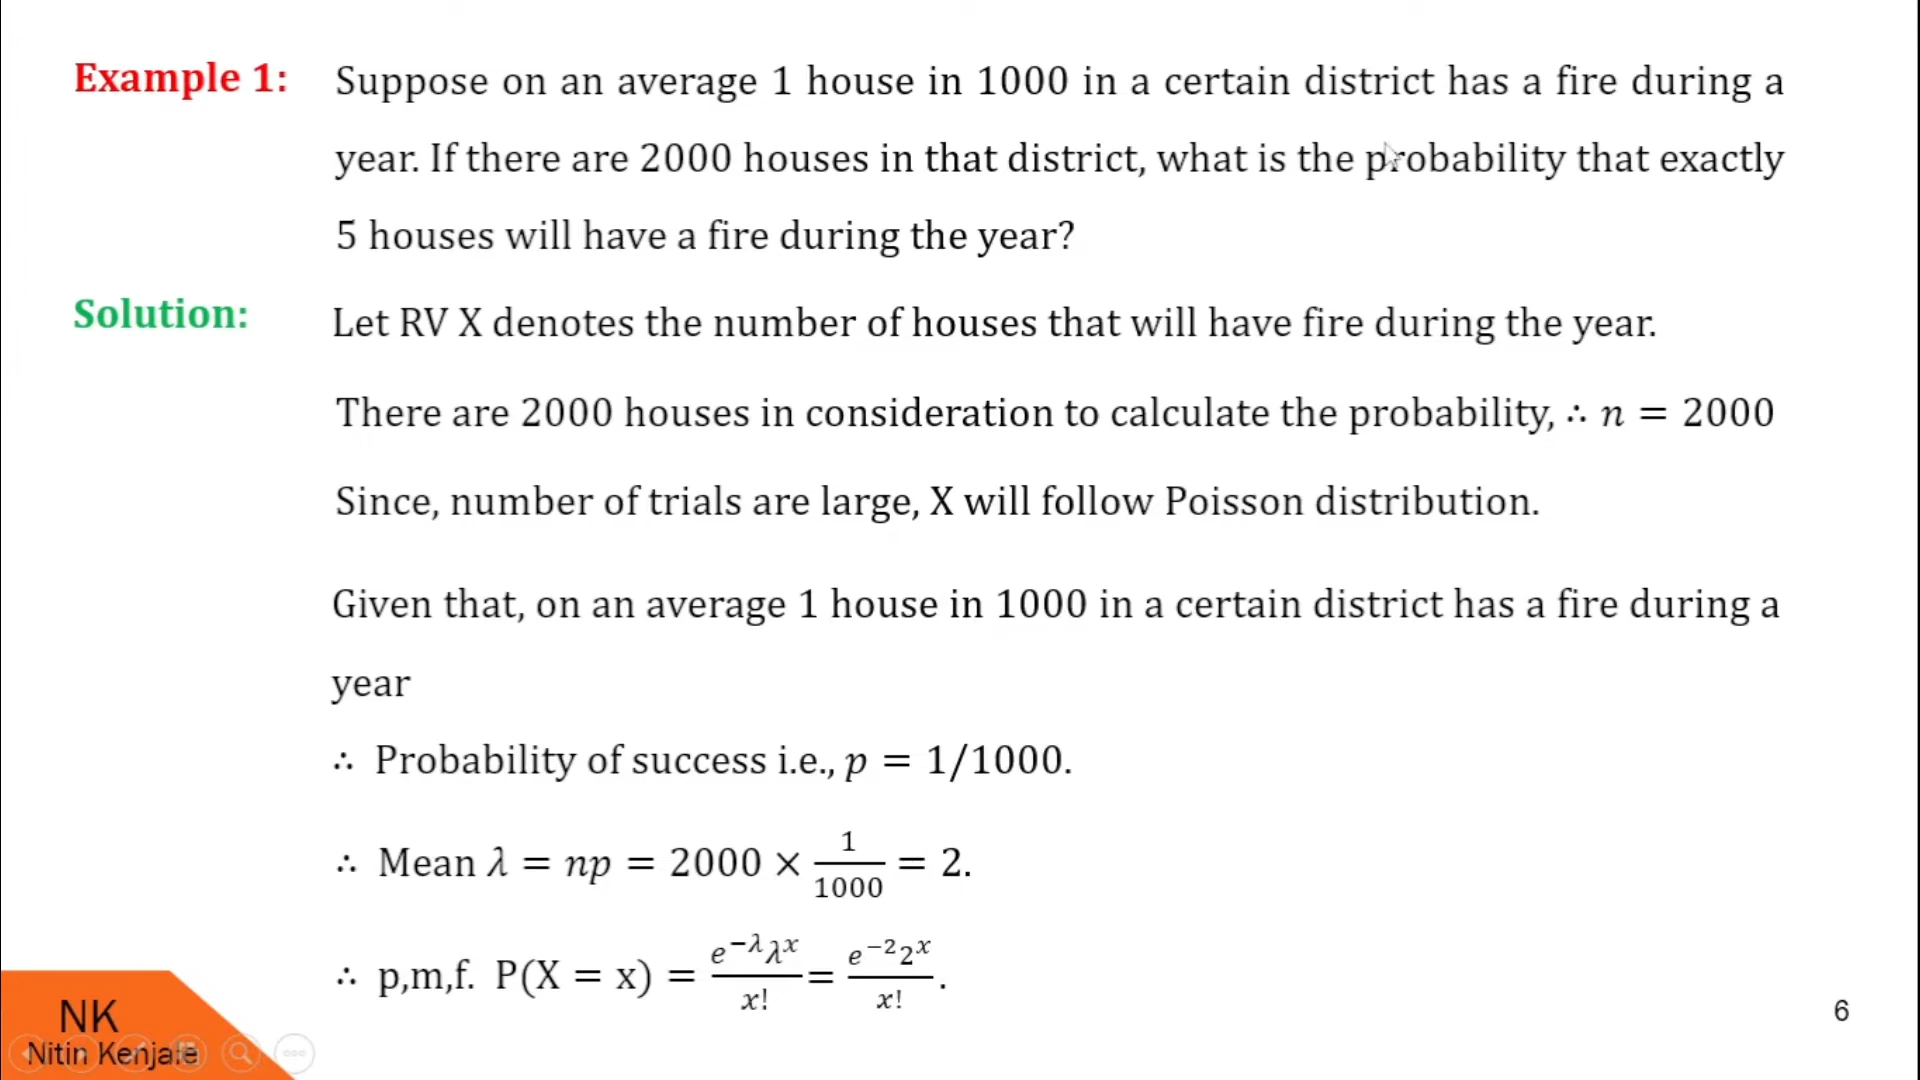 Example 1: Suppose on an average 1 house in 1000 in a certain district has a fire during a
year. If there are 2000 houses in that district, what is the probability that exactly
5 houses will have a fire during the year?
Solution: Let RV X denotes the number of houses that will have fire during the year.
There are 2000 houses in consideration to calculate the probability, ∴ n = 2000
Since, number of trials are large, X will follow Poisson distribution.
Given that, on an average 1 house in 1000 in a certain district has a fire during a
year
∴ Probability of success i.e., p = 1/1000.
∴ Mean λ = np = 2000 × 1/1000 = 2.
∴ p,m,f. P(X = x) = e^{−λ}λ^x/x! = e^{−2}2^x/x!.
NK
Nitin Kenjale
6